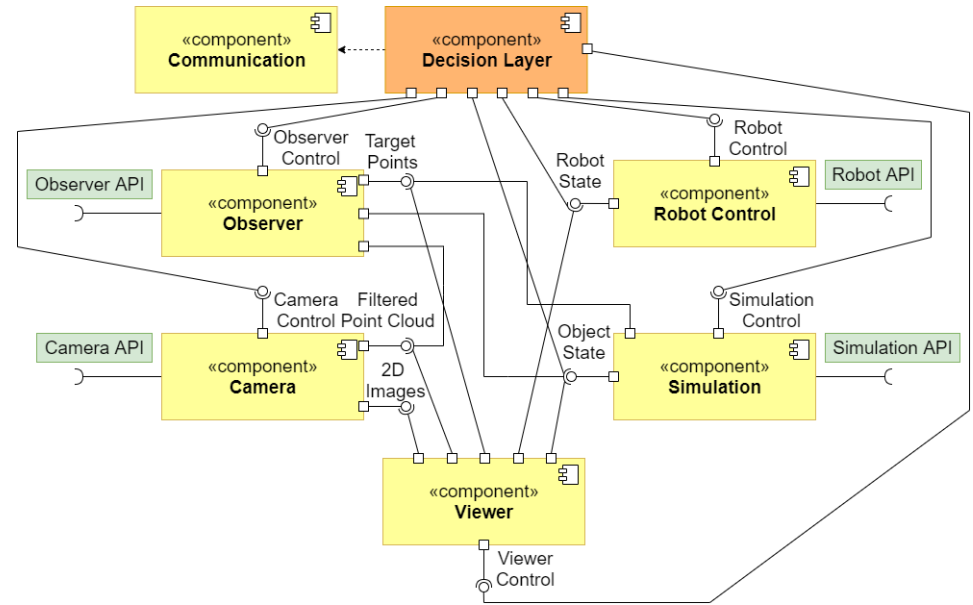 «component»
Communication
«component»
Decision Layer
Observer
Control
Target
Points
Robot
State
Robot
Control
Observer API
«component»
Observer
«component»
Robot Control
Robot API
Camera
Control
Filtered
Point Cloud
Object
State
Simulation
Control
Camera API
«component»
Camera
2D
Images
«component»
Simulation
Simulation API
«component»
Viewer
Viewer
Control